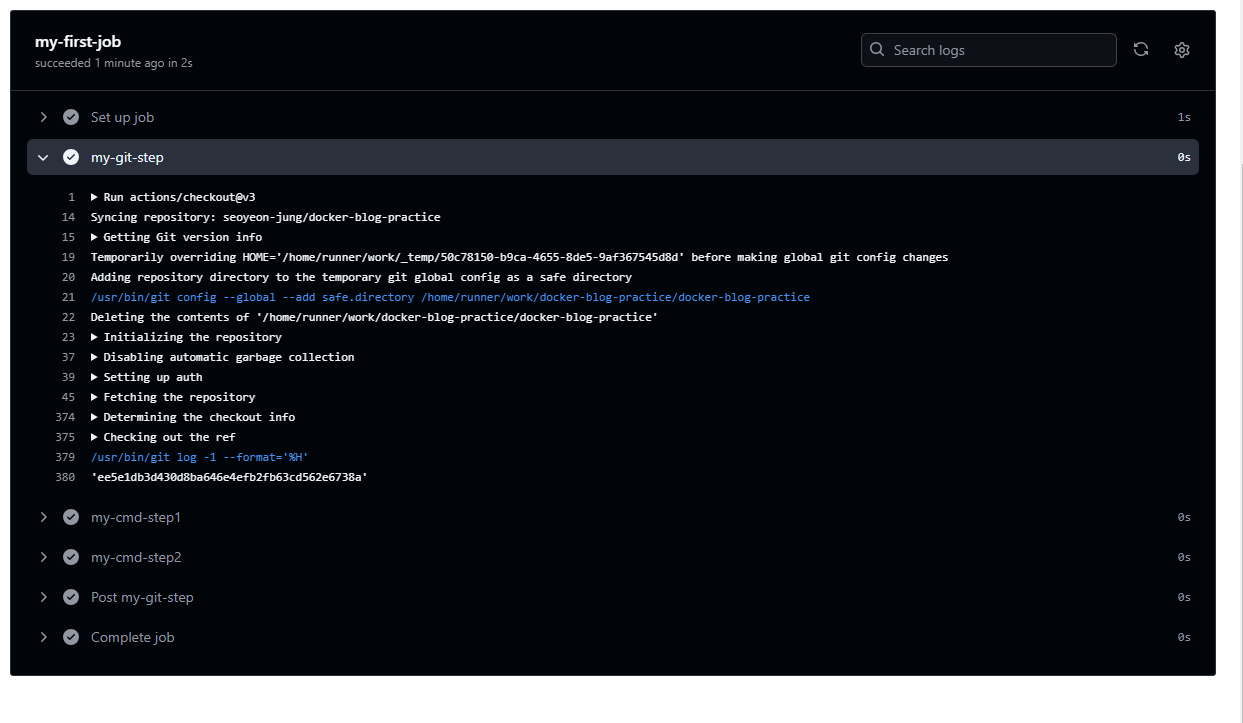 my-first-job
succeeded 1 minute ago in 2s
Search logs
Set up job 1s
my-git-step 0s
1 Run actions/checkout@v3
14 Syncing repository: seoyeon-jung/docker-blog-practice
15 Getting Git version info
19 Temporarily overriding HOME='/home/runner/work/_temp/50c78150-b9ca-4655-8de5-9af367545d8d' before making global git config changes
20 Adding repository directory to the temporary git global config as a safe directory
21 /usr/bin/git config --global --add safe.directory /home/runner/work/docker-blog-practice/docker-blog-practice
22 Deleting the contents of '/home/runner/work/docker-blog-practice/docker-blog-practice'
23 Initializing the repository
37 Disabling automatic garbage collection
39 Setting up auth
45 Fetching the repository
374 Determining the checkout info
375 Checking out the ref
379 /usr/bin/git log -1 --format='%H'
380 'ee5e1db3d430d8ba646e4efb2fb63cd562e6738a'
my-cmd-step1 0s
my-cmd-step2 0s
Post my-git-step 0s
Complete job 0s